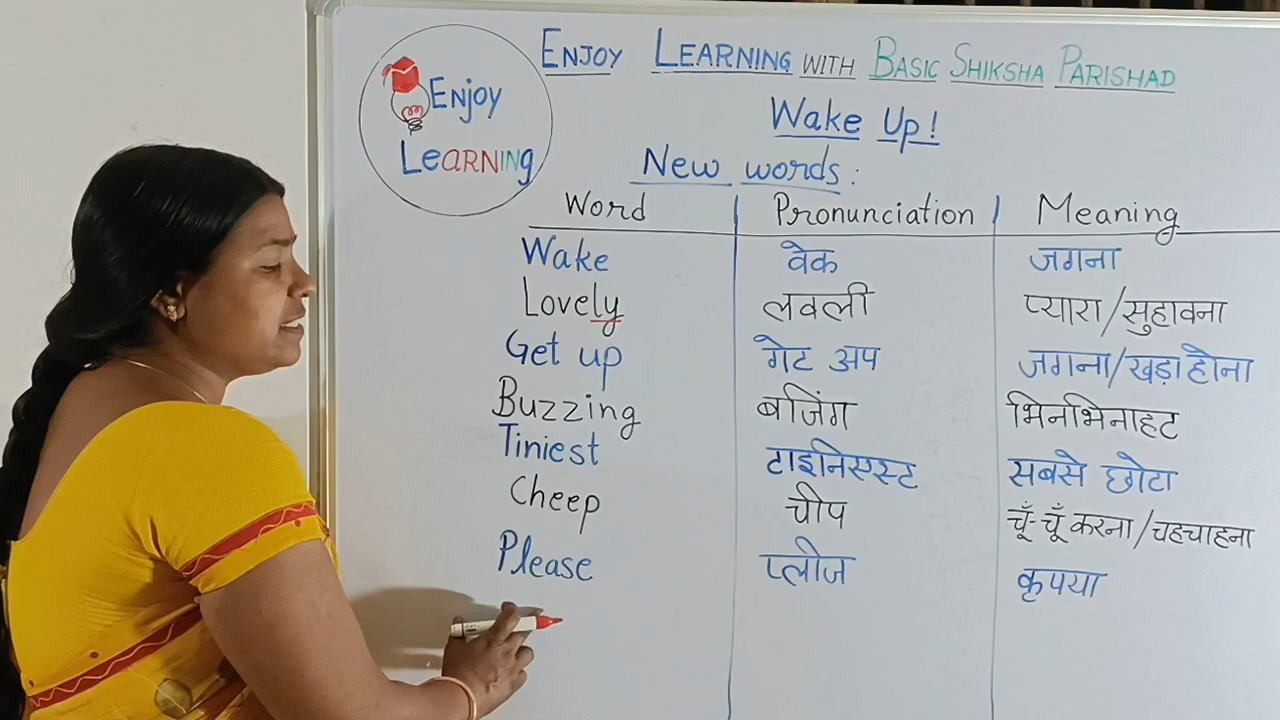 Enjoy
Learning
Enjoy Learning with Basic Shiksha Parishad
Wake Up!
New words:
Word Pronunciation Meaning
Wake वेक जगना
Lovely लवली प्यारा/सुहावना
Get up गेट अप जगना/खड़ा होना
Buzzing बजिंग भिनभिनाहट
Tiniest टाइनिएस्ट सबसे छोटा
Cheep चीप चूँ-चूँ करना/चहचाहना
Please प्लीज कृपया